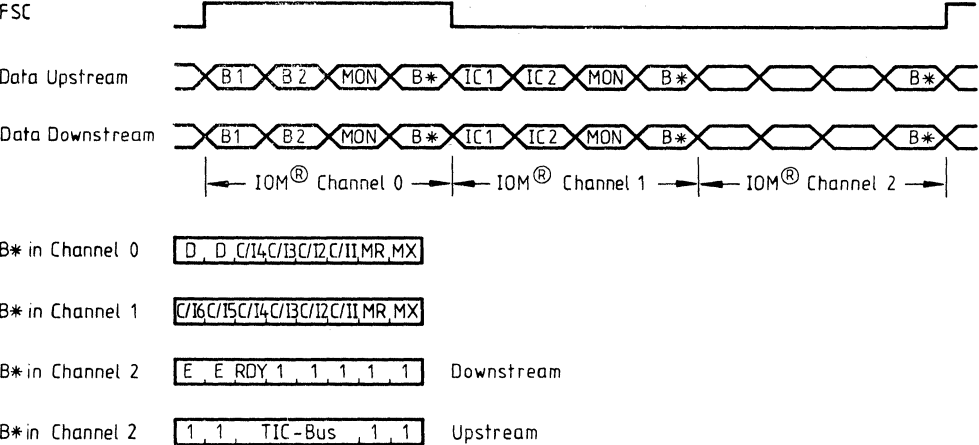 FSC
Data Upstream B1 B2 MON B* IC1 IC2 MON B* B*
Data Downstream B1 B2 MON B* IC1 IC2 MON B* B*
IOM® Channel 0 IOM® Channel 1 IOM® Channel 2
B* in Channel 0 D D C/I4 C/I3 C/I2 C/I1 MR MX
B* in Channel 1 C/I6 C/I5 C/I4 C/I3 C/I2 C/I1 MR MX
B* in Channel 2 E E RDY 1 1 1 1 1 Downstream
B* in Channel 2 1 1 TIC-Bus 1 1 Upstream